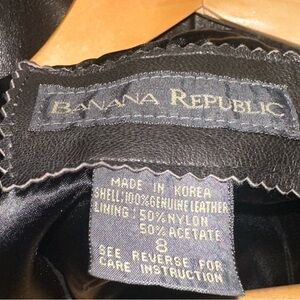 BANANA REPUBLIC
MADE IN KOREA
SHELL:100%GENUINE LEATHER
LINING: 50%NYLON
50%ACETATE
8
SEE REVERSE FOR
CARE INSTRUCTION